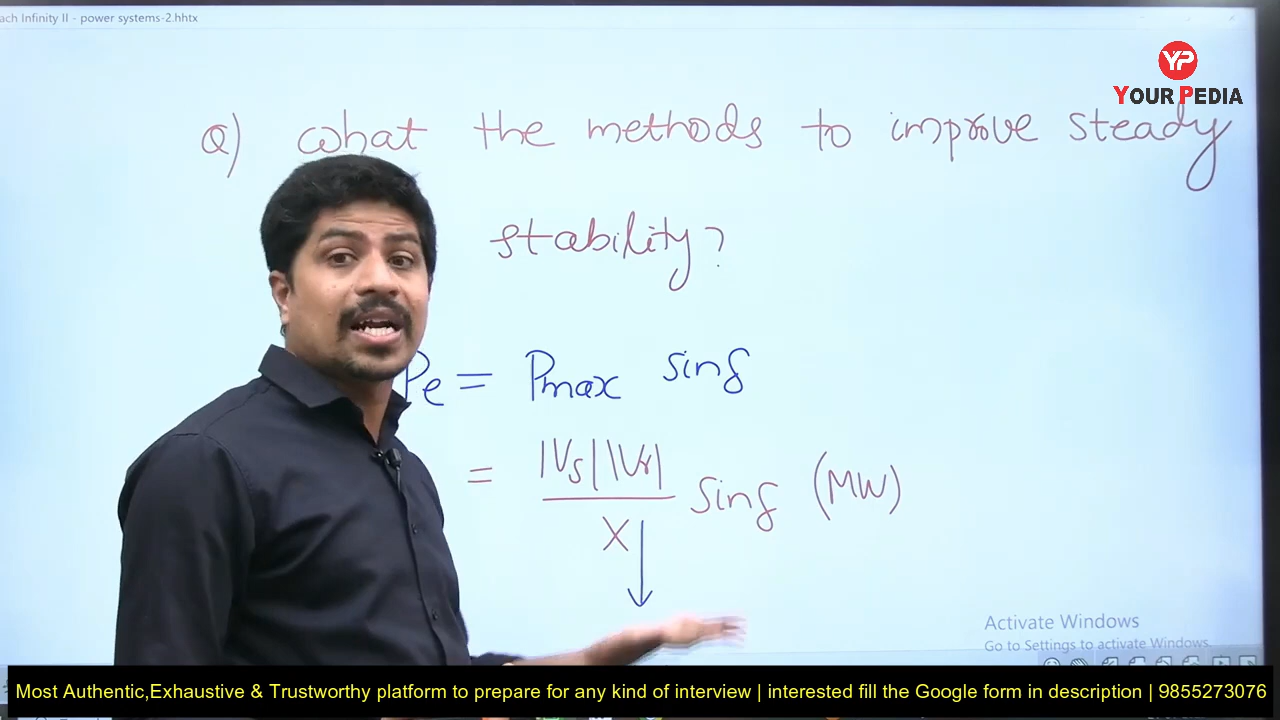 ach Infinity II - power systems-2.hhtx
YP
YOUR PEDIA
Q) what the methods to improve steady
stability?
Pe = Pmax sinδ
= |Vs||Vr| / X sinδ (MW)
Activate Windows
Go to Settings to activate Windows.
Most Authentic,Exhaustive & Trustworthy platform to prepare for any kind of interview | interested fill the Google form in description | 9855273076